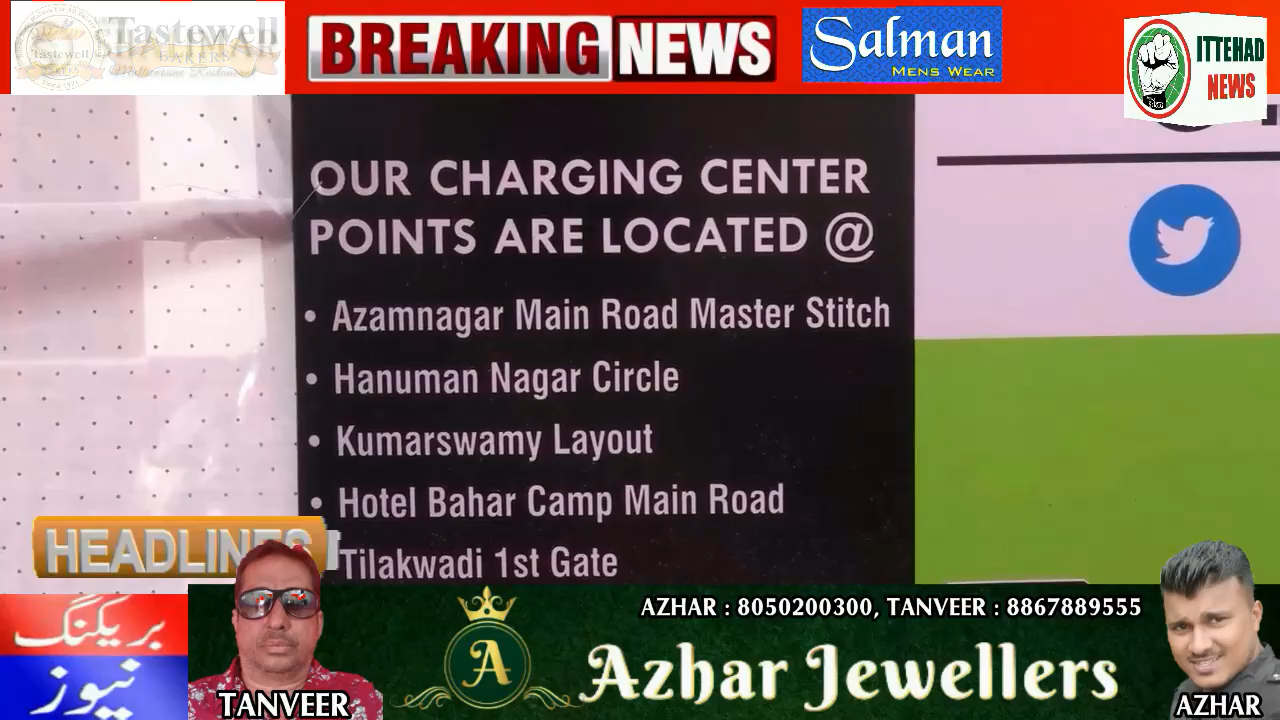 Tastewell
BAKERS
BREAKING NEWS
Salman
MENS WEAR
ITTEHAD
NEWS
OUR CHARGING CENTER
POINTS ARE LOCATED @
• Azamnagar Main Road Master Stitch
• Hanuman Nagar Circle
• Kumarswamy Layout
• Hotel Bahar Camp Main Road
Tilakwadi 1st Gate
HEADLINES
بریکنگ
نیوز
AZHAR : 8050200300, TANVEER : 8867889555
A
Azhar Jewellers
TANVEER
AZHAR